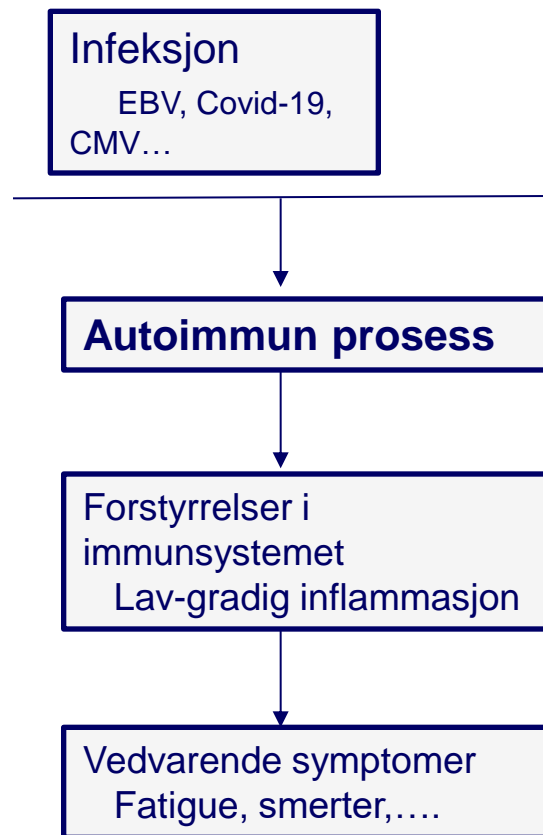 Infeksjon
EBV, Covid-19,
CMV…
Autoimmun prosess
Forstyrrelser i
immunsystemet
Lav-gradig inflammasjon
Vedvarende symptomer
Fatigue, smerter,….